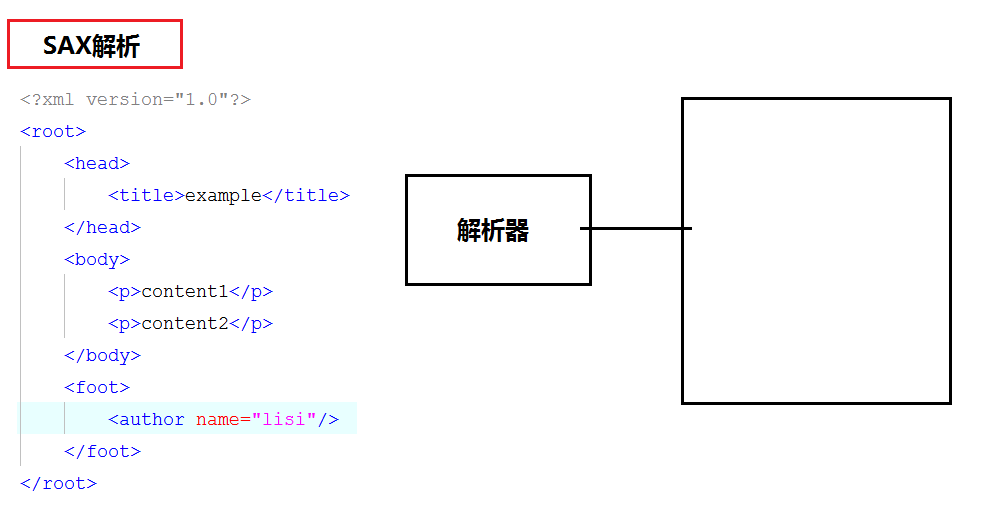 SAX解析
<?xml version="1.0"?>
<root>
<head>
<title>example</title>
</head>
<body>
<p>content1</p>
<p>content2</p>
</body>
<foot>
<author name="lisi"/>
</foot>
</root>
解析器